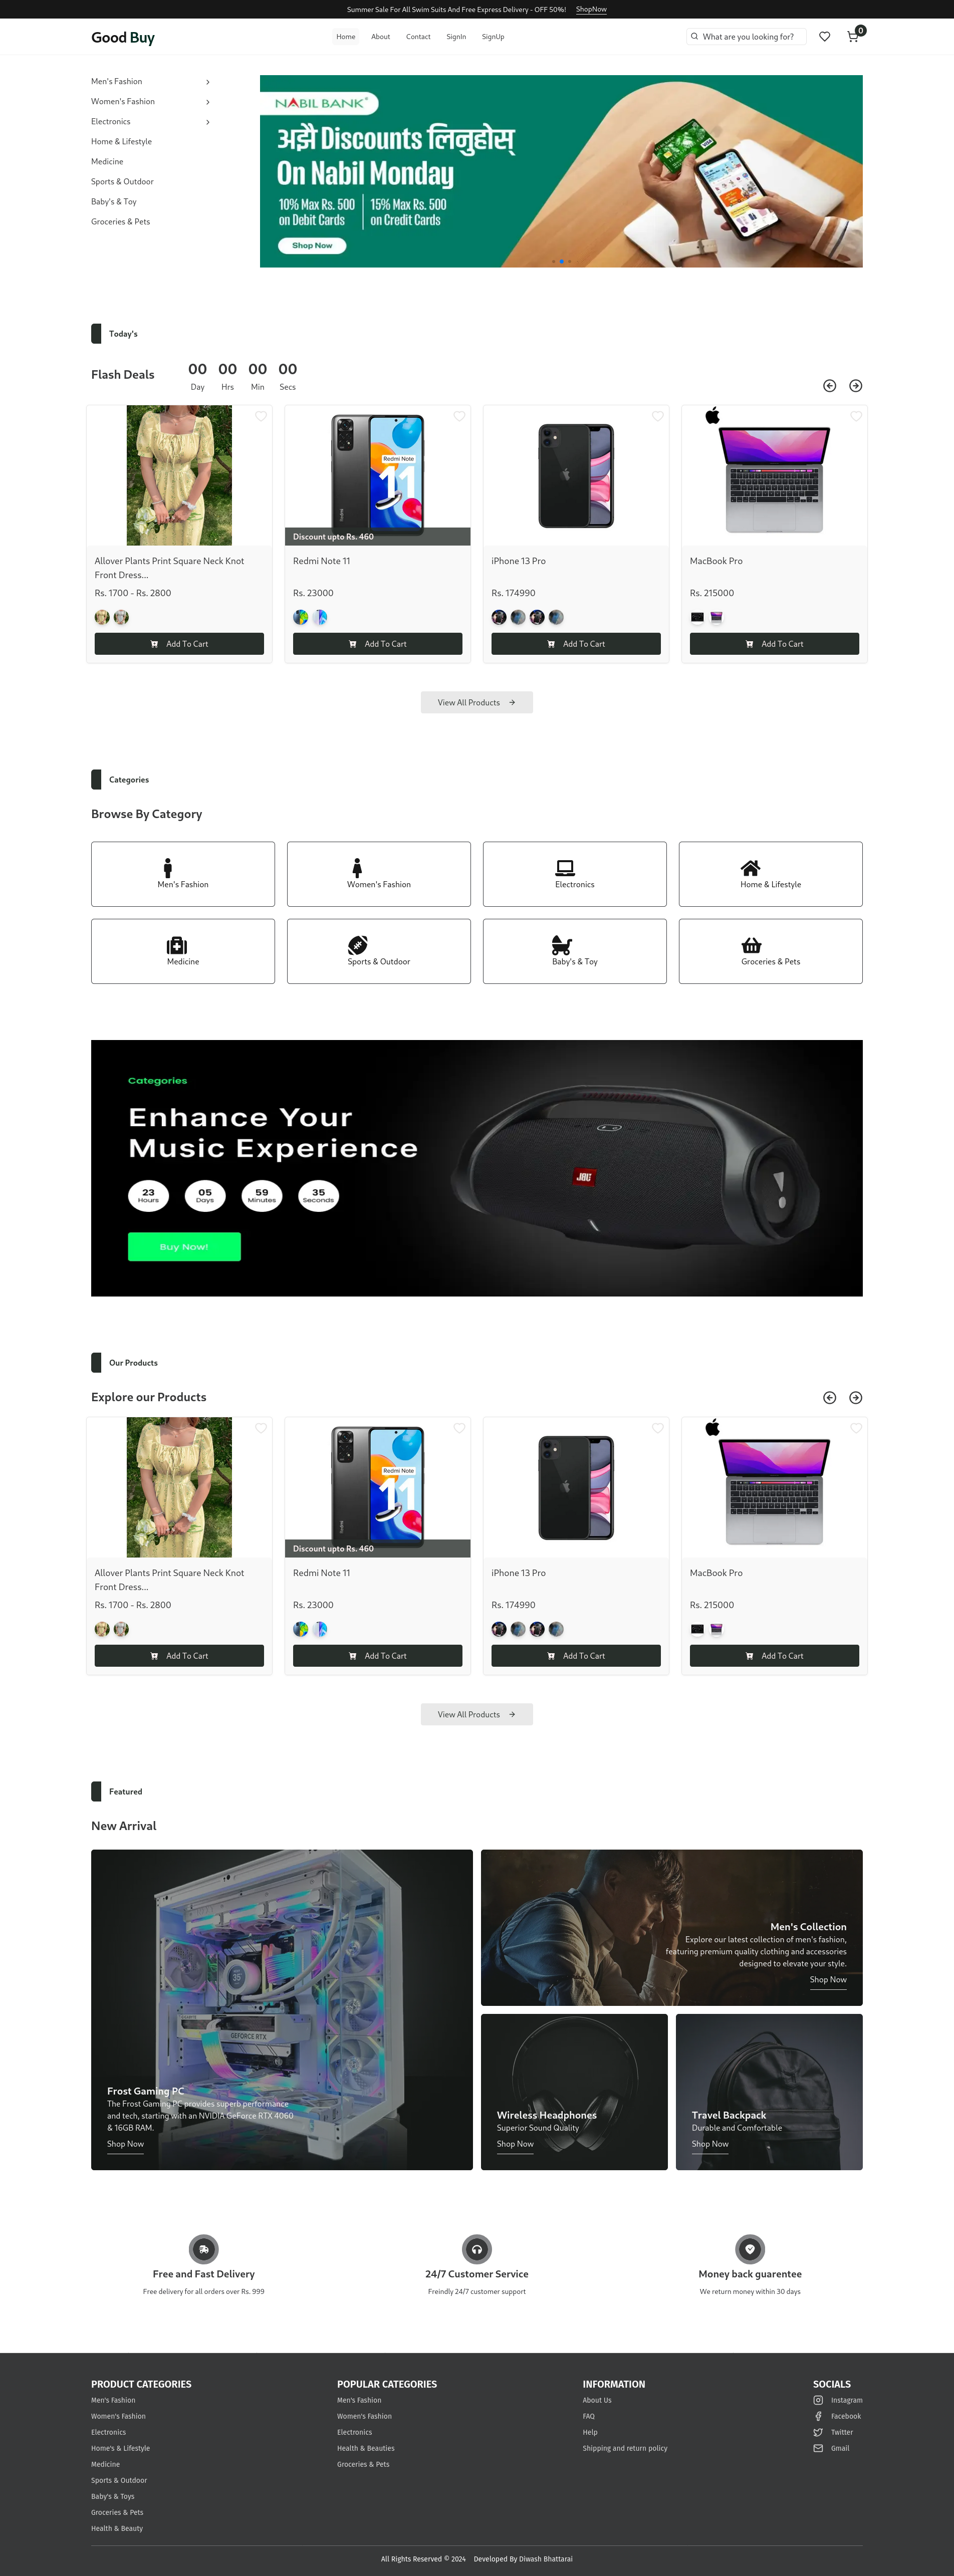 Summer Sale For All Swim Suits And Free Express Delivery - OFF 50%! ShopNow
Good Buy
Home About Contact SignIn SignUp
What are you looking for?
0
Men's Fashion
Women's Fashion
Electronics
Home & Lifestyle
Medicine
Sports & Outdoor
Baby's & Toy
Groceries & Pets
NABIL BANK
अझै Discounts लिनुहोस्
On Nabil Monday
10% Max Rs. 500
on Debit Cards
15% Max Rs. 500
on Credit Cards
Shop Now
Today's
Flash Deals
00 00 00 00
Day Hrs Min Secs
Allover Plants Print Square Neck Knot
Front Dress...
Rs. 1700 - Rs. 2800
Add To Cart
Redmi Note
11
Discount upto Rs. 460
Redmi Note 11
Rs. 23000
Add To Cart
iPhone 13 Pro
Rs. 174990
Add To Cart
MacBook Pro
Rs. 215000
Add To Cart
View All Products
Categories
Browse By Category
Men's Fashion
Women's Fashion
Electronics
Home & Lifestyle
Medicine
Sports & Outdoor
Baby's & Toy
Groceries & Pets
Categories
Enhance Your
Music Experience
23 05 59 35
Hours Days Minutes Seconds
Buy Now!
JBL
Our Products
Explore our Products
Allover Plants Print Square Neck Knot
Front Dress...
Rs. 1700 - Rs. 2800
Add To Cart
Redmi Note
11
Discount upto Rs. 460
Redmi Note 11
Rs. 23000
Add To Cart
iPhone 13 Pro
Rs. 174990
Add To Cart
MacBook Pro
Rs. 215000
Add To Cart
View All Products
Featured
New Arrival
35
GEFORCE RTX
Frost Gaming PC
The Frost Gaming PC provides superb performance
and tech, starting with an NVIDIA GeForce RTX 4060
& 16GB RAM.
Shop Now
Men's Collection
Explore our latest collection of men's fashion,
featuring premium quality clothing and accessories
designed to elevate your style.
Shop Now
Wireless Headphones
Superior Sound Quality
Shop Now
Travel Backpack
Durable and Comfortable
Shop Now
Free and Fast Delivery
Free delivery for all orders over Rs. 999
24/7 Customer Service
Freindly 24/7 customer support
Money back guarentee
We return money within 30 days
PRODUCT CATEGORIES
Men's Fashion
Women's Fashion
Electronics
Home's & Lifestyle
Medicine
Sports & Outdoor
Baby's & Toys
Groceries & Pets
Health & Beauty
POPULAR CATEGORIES
Men's Fashion
Women's Fashion
Electronics
Health & Beauties
Groceries & Pets
INFORMATION
About Us
FAQ
Help
Shipping and return policy
SOCIALS
Instagram
Facebook
Twitter
Gmail
All Rights Reserved © 2024 Developed By Diwash Bhattarai